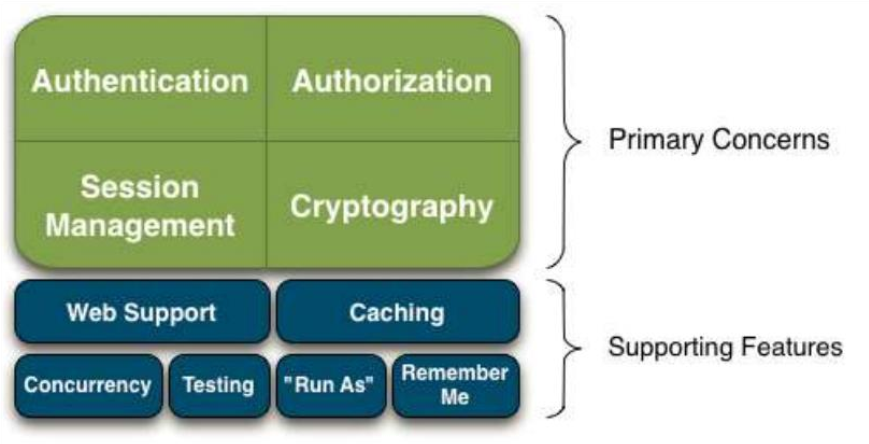 Authentication
Authorization
Session
Management
Cryptography
Primary Concerns
Web Support
Caching
Concurrency
Testing
"Run As"
Remember
Me
Supporting Features